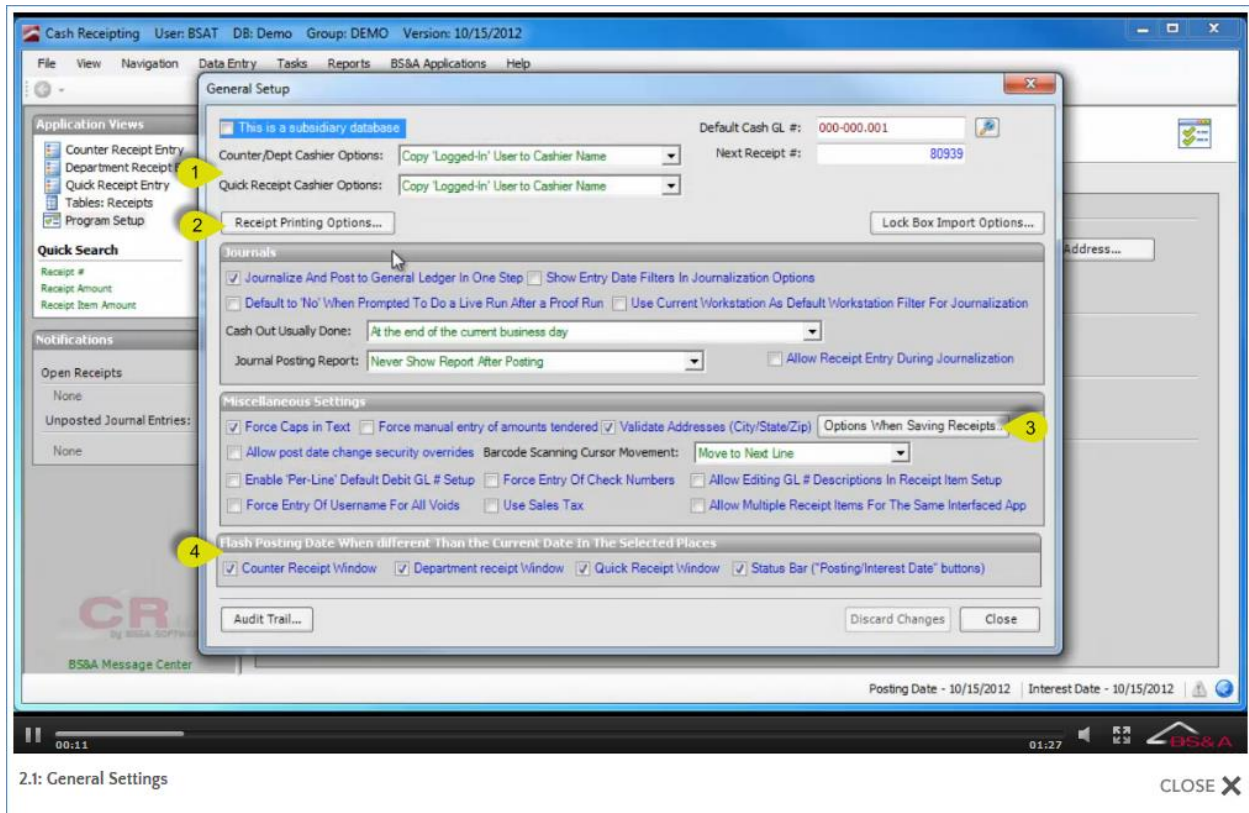 Cash Receipting User: BSAT DB: Demo Group: DEMO Version: 10/15/2012
File View Navigation Data Entry Tasks Reports BS&A Applications Help
General Setup
Application Views
Counter Receipt Entry
Department Receipt E
Quick Receipt Entry
Tables: Receipts
Program Setup
Quick Search
Receipt #
Receipt Amount
Receipt Item Amount
Notifications
Open Receipts
None
Unposted Journal Entries:
None
CR
BS&A Message Center
This is a subsidiary database
Default Cash GL #: 000-000.001
Counter/Dept Cashier Options: Copy 'Logged-In' User to Cashier Name
Next Receipt #: 80939
1
Quick Receipt Cashier Options: Copy 'Logged-In' User to Cashier Name
2 Receipt Printing Options... Lock Box Import Options...
Address...
Journals
Journalize And Post to General Ledger In One Step Show Entry Date Filters In Journalization Options
Default to 'No' When Prompted To Do a Live Run After a Proof Run Use Current Workstation As Default Workstation Filter For Journalization
Cash Out Usually Done: At the end of the current business day
Journal Posting Report: Never Show Report After Posting Allow Receipt Entry During Journalization
Miscellaneous Settings
Force Caps in Text Force manual entry of amounts tendered Validate Addresses (City/State/Zip) Options When Saving Receipts.. 3
Allow post date change security overrides Barcode Scanning Cursor Movement: Move to Next Line
Enable 'Per-Line' Default Debit GL # Setup Force Entry Of Check Numbers Allow Editing GL # Descriptions In Receipt Item Setup
Force Entry Of Username For All Voids Use Sales Tax Allow Multiple Receipt Items For The Same Interfaced App
4 Flash Posting Date When different Than the Current Date In The Selected Places
Counter Receipt Window Department receipt Window Quick Receipt Window Status Bar ("Posting/Interest Date" buttons)
Audit Trail... Discard Changes Close
Posting Date - 10/15/2012 Interest Date - 10/15/2012
00:11 01:27 BS&A
2.1: General Settings
CLOSE X